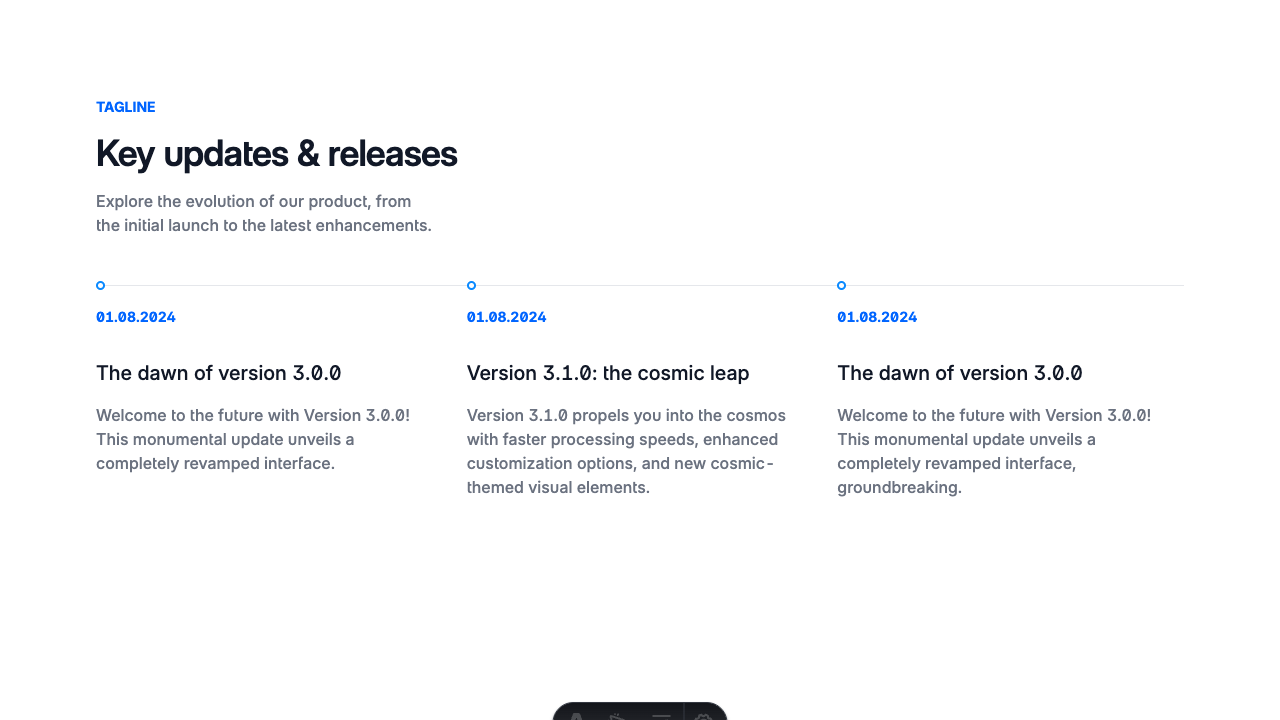 TAGLINE
Key updates & releases
Explore the evolution of our product, from
the initial launch to the latest enhancements.
01.08.2024
The dawn of version 3.0.0
Welcome to the future with Version 3.0.0!
This monumental update unveils a
completely revamped interface.
01.08.2024
Version 3.1.0: the cosmic leap
Version 3.1.0 propels you into the cosmos
with faster processing speeds, enhanced
customization options, and new cosmic-
themed visual elements.
01.08.2024
The dawn of version 3.0.0
Welcome to the future with Version 3.0.0!
This monumental update unveils a
completely revamped interface,
groundbreaking.